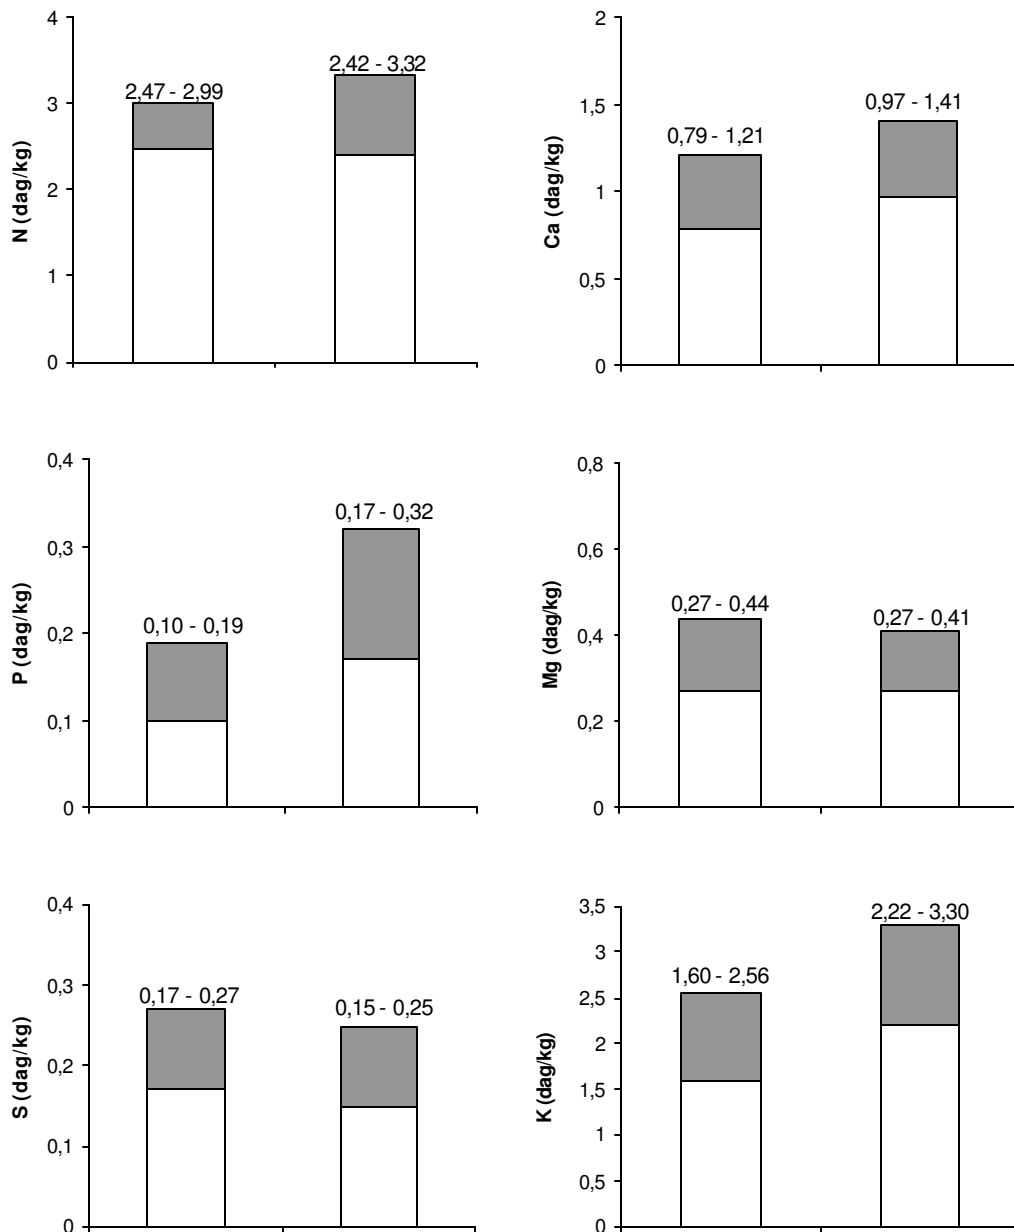 N (dag/kg)
4
3
2
1
0
2,47 - 2,99
2,42 - 3,32
Ca (dag/kg)
2
1,5
1
0,5
0
0,79 - 1,21
0,97 - 1,41
P (dag/kg)
0,4
0,3
0,2
0,1
0
0,10 - 0,19
0,17 - 0,32
Mg (dag/kg)
0,8
0,6
0,4
0,2
0
0,27 - 0,44
0,27 - 0,41
S (dag/kg)
0,4
0,3
0,2
0,1
0
0,17 - 0,27
0,15 - 0,25
K (dag/kg)
3,5
3
2,5
2
1,5
1
0,5
0
1,60 - 2,56
2,22 - 3,30